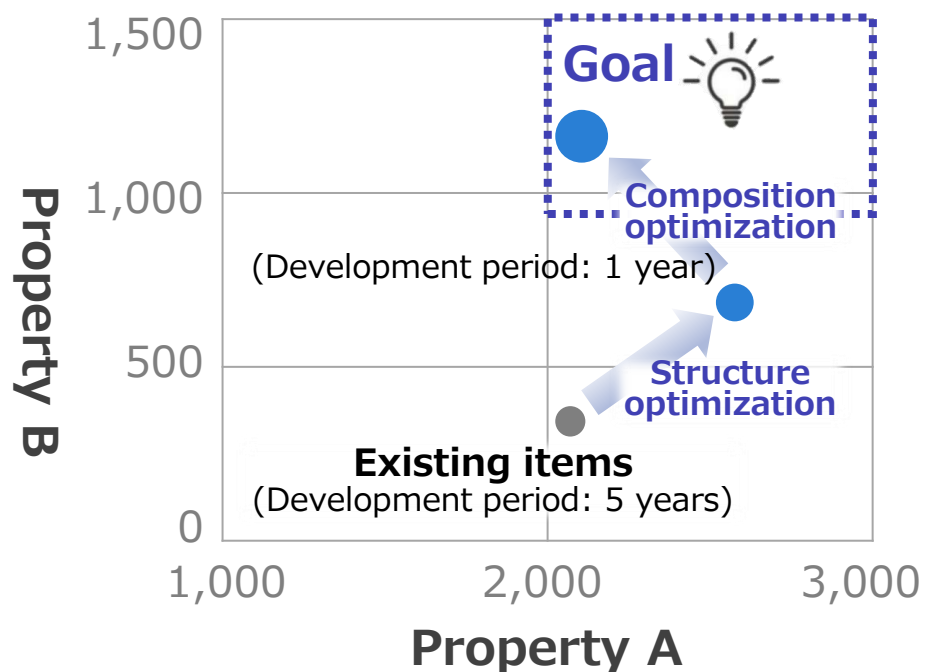 1,500
Goal
1,000
Composition
optimization
(Development period: 1 year)
Property B
500
Structure
optimization
Existing items
(Development period: 5 years)
0
1,000
2,000
3,000
Property A